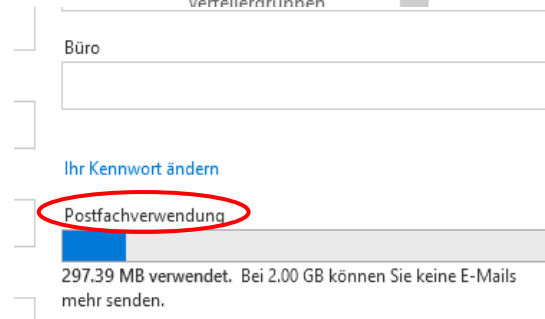 Verteilergruppen
Büro
Ihr Kennwort ändern
Postfachverwendung
297.39 MB verwendet. Bei 2.00 GB können Sie keine E-Mails
mehr senden.